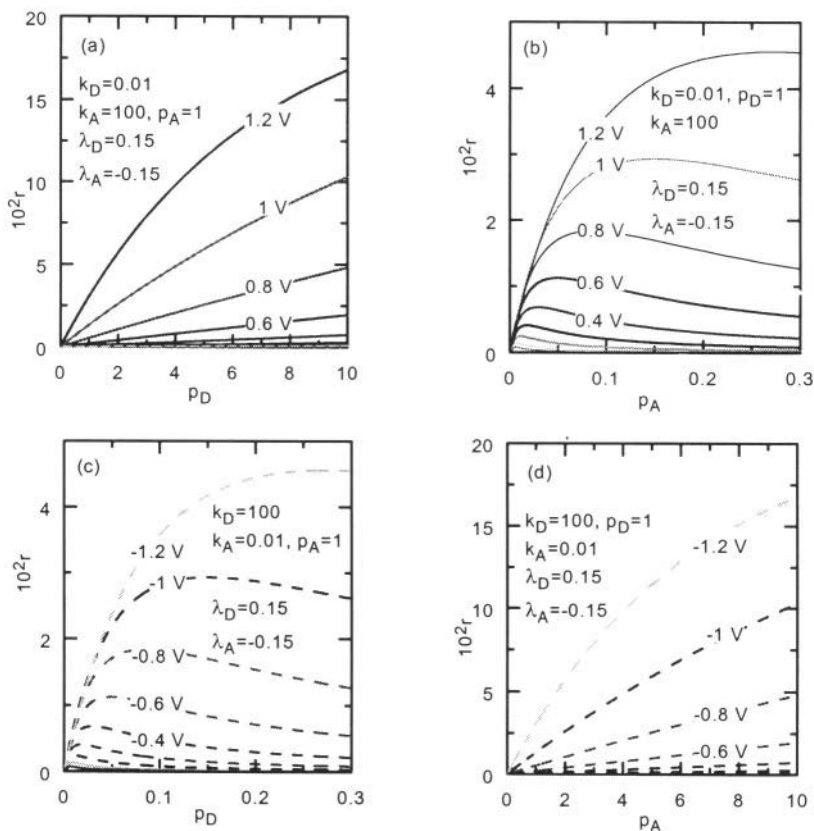 (a)
20
15
10
5
0
10²r
k_D=0.01
k_A=100, p_A=1
λ_D=0.15
λ_A=-0.15
1.2 V
1 V
0.8 V
0.6 V
0 2 4 6 8 10
p_D
(b)
4
2
0
10²r
k_D=0.01, p_D=1
k_A=100
1.2 V
1 V
λ_D=0.15
λ_A=-0.15
0.8 V
0.6 V
0.4 V
0 0.1 0.2 0.3
p_A
(c)
4
2
0
10²r
k_D=100
k_A=0.01, p_A=1
-1.2 V
-1 V
λ_D=0.15
λ_A=-0.15
-0.8 V
-0.6 V
-0.4 V
0 0.1 0.2 0.3
p_D
(d)
20
15
10
5
0
10²r
k_D=100, p_D=1
k_A=0.01
λ_D=0.15
λ_A=-0.15
-1.2 V
-1 V
-0.8 V
-0.6 V
0 2 4 6 8 10
p_A